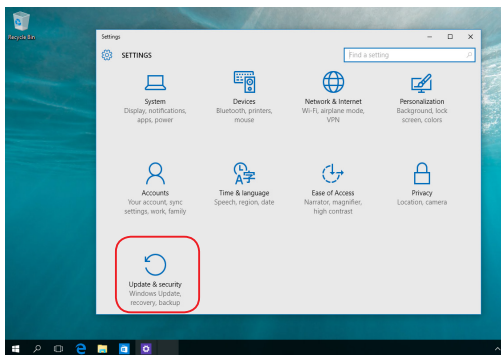 Recycle Bin
Settings
SETTINGS
Find a setting
System
Display, notifications,
apps, power
Devices
Bluetooth, printers,
mouse
Network & Internet
Wi-Fi, airplane mode,
VPN
Personalization
Background, lock
screen, colors
Accounts
Your account, sync
settings, work, family
Time & language
Speech, region, date
Ease of Access
Narrator, magnifier,
high contrast
Privacy
Location, camera
Update & security
Windows Update,
recovery, backup